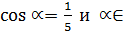 cos ∝= 1/5 и ∝∈